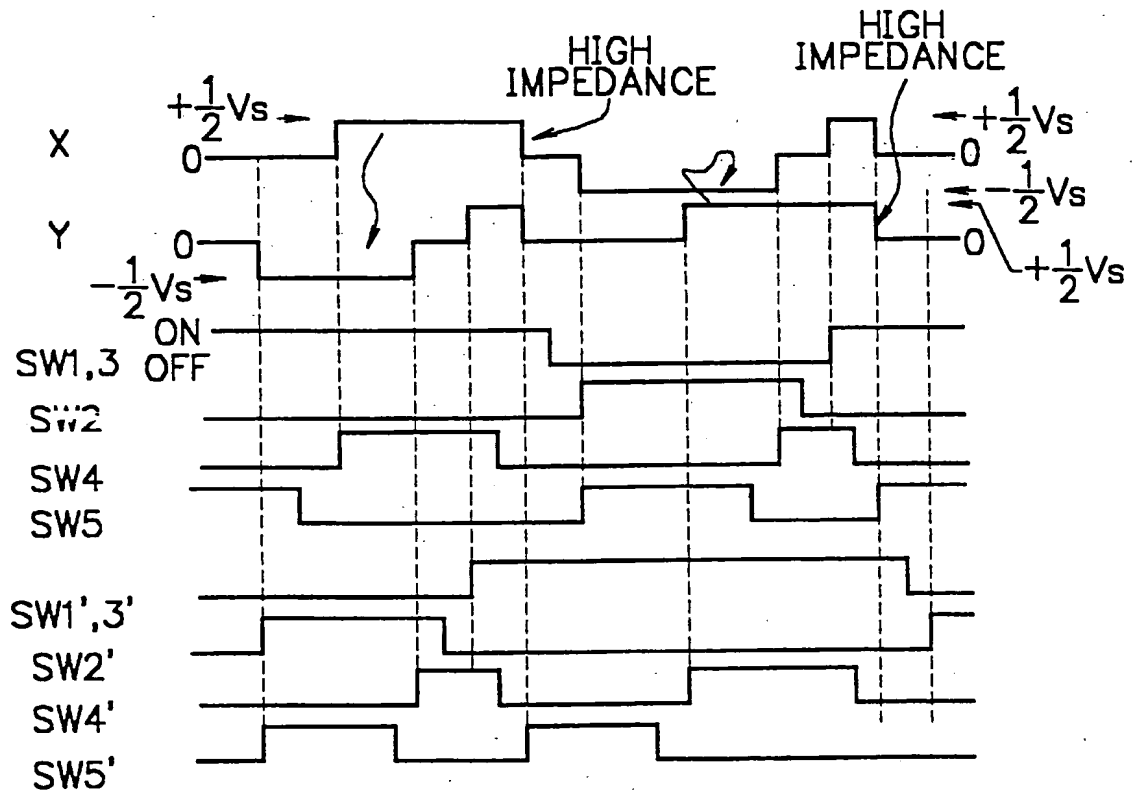 HIGH
IMPEDANCE
HIGH
IMPEDANCE
+1/2Vs
+1/2Vs
X
0
0
-1/2Vs
Y
0
0
-1/2Vs
+1/2Vs
ON
SW1,3 OFF
SW2
SW4
SW5
SW1',3'
SW2'
SW4'
SW5'